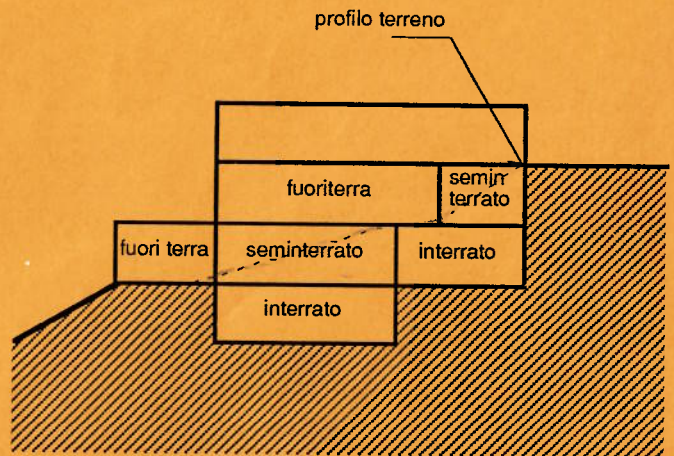 profilo terreno
fuoriterra
semin
terrato
fuori terra
seminterrato
interrato
interrato